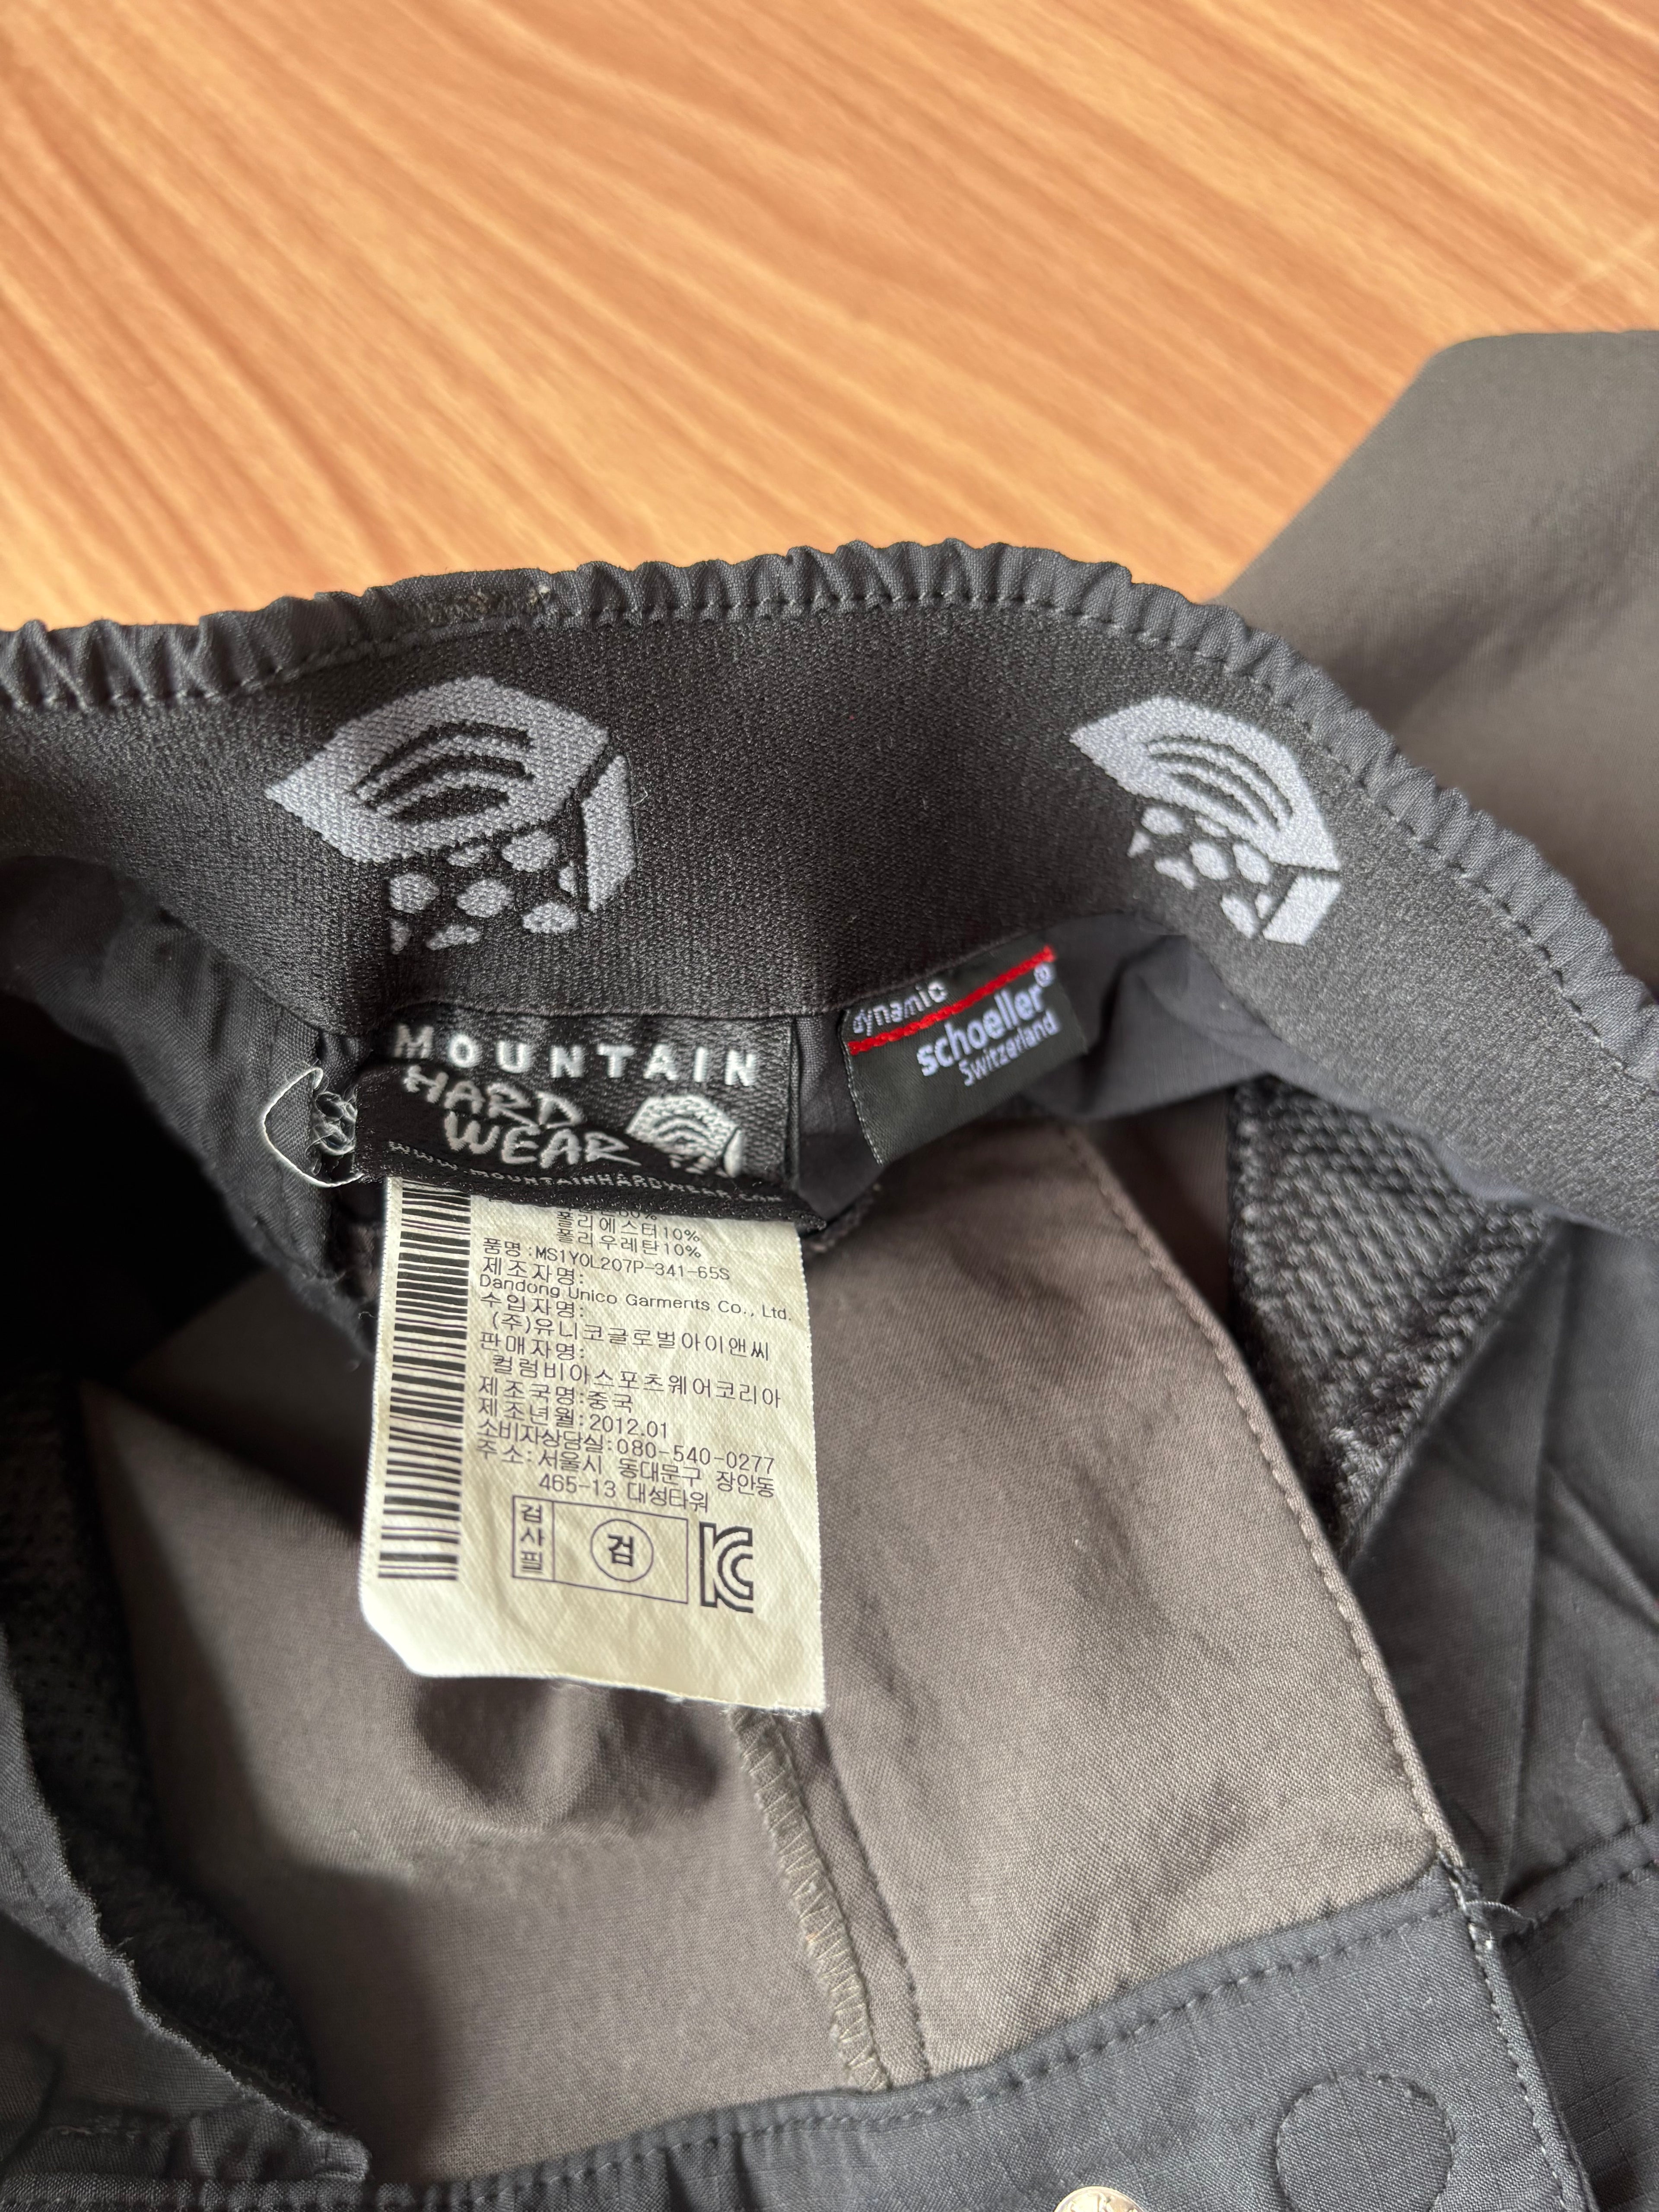 MOUNTAIN
HARD
WEAR
WWW.MOUNTAINHARDWEAR.COM
dynamic
schoeller®
Switzerland
폴리에스터10%
폴리우레탄10%
품명:MS1Y0L207P-341-65S
제조자명:
Dandong Unico Garments Co., Ltd.
수입자명:
(주)유니코글로벌아이앤씨
판매자명:
컬럼비아스포츠웨어코리아
제조국명:중국
제조년월:2012.01
소비자상담실:080-540-0277
주소:서울시 동대문구 장안동
465-13 대성타워
검사필
검
KC